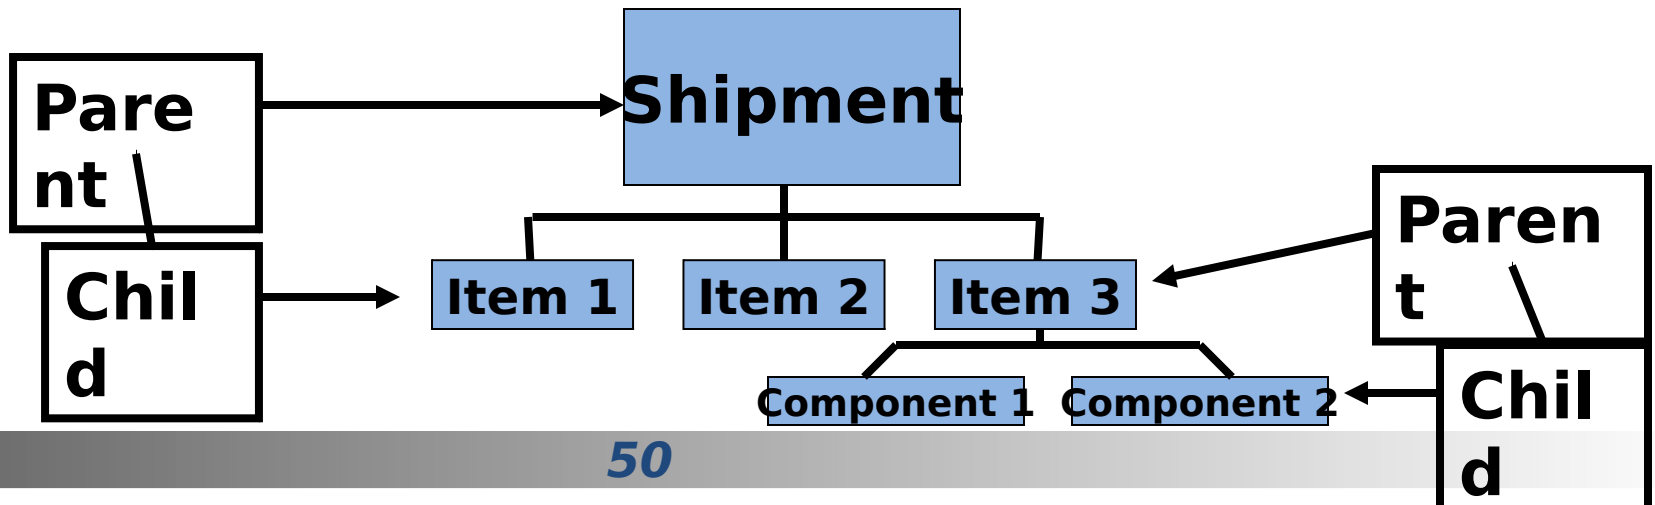 Shipment
Pare
nt
Paren
t
Chil
d
Item 1
Item 2
Item 3
Chil
d
Component 1
Component 2
50